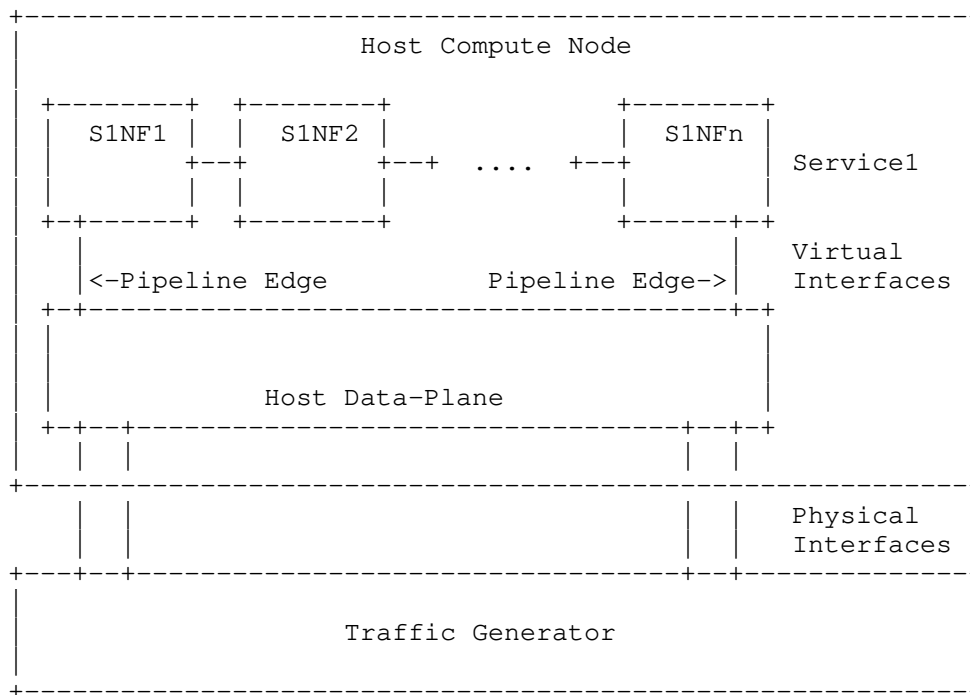 Host Compute Node
S1NF1 S1NF2 S1NFn
.... Service1
Virtual
<-Pipeline Edge Pipeline Edge-> Interfaces
Host Data-Plane
Physical
Interfaces
Traffic Generator